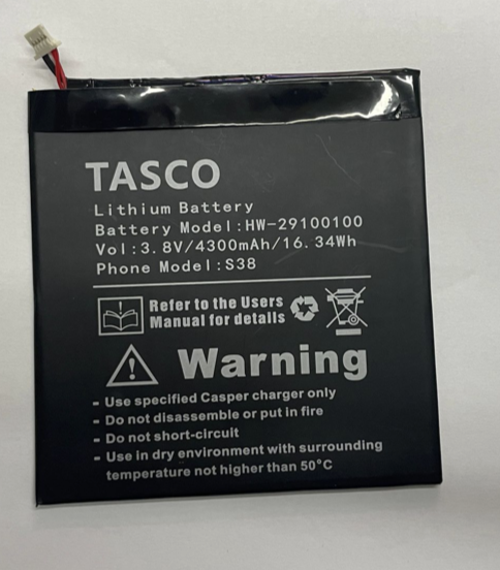 TASCO
Lithium Battery
Battery Model:HW-29100100
Vol:3.8V/4300mAh/16.34Wh
Phone Model:S38
Refer to the Users
Manual for details
Warning
- Use specified Casper charger only
- Do not disassemble or put in fire
- Do not short-circuit
- Use in dry environment with surrounding
temperature not higher than 50°C